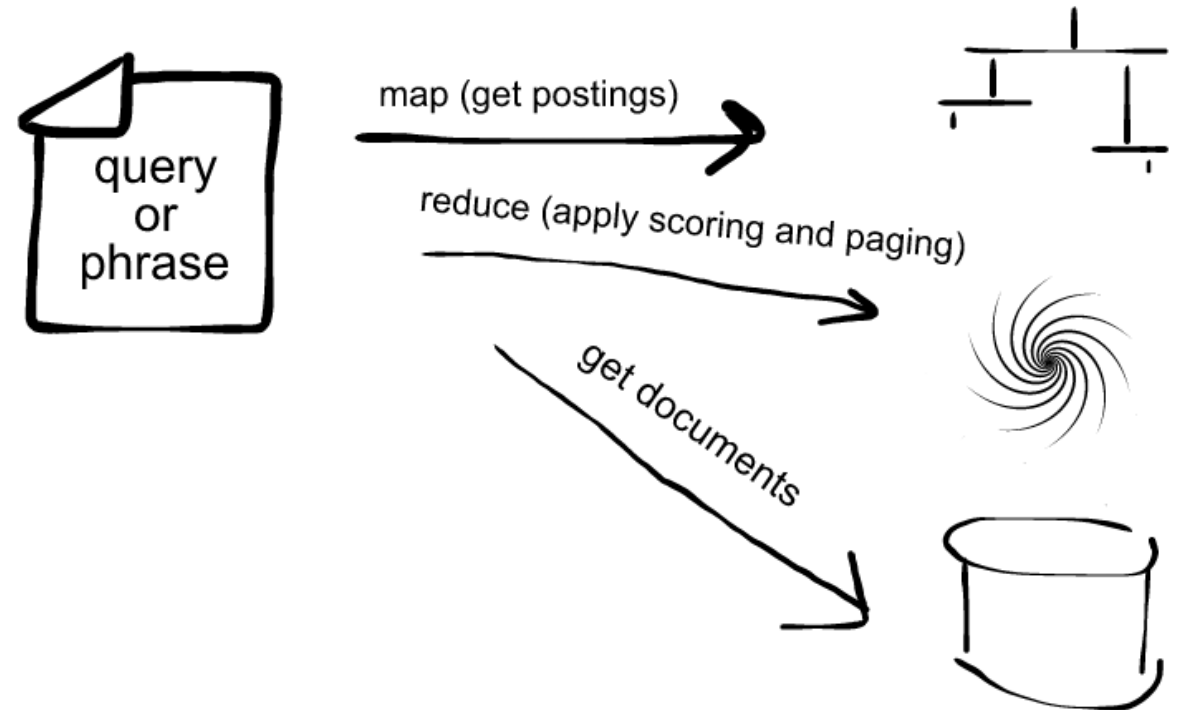 query
or
phrase
map (get postings)
reduce (apply scoring and paging)
get documents